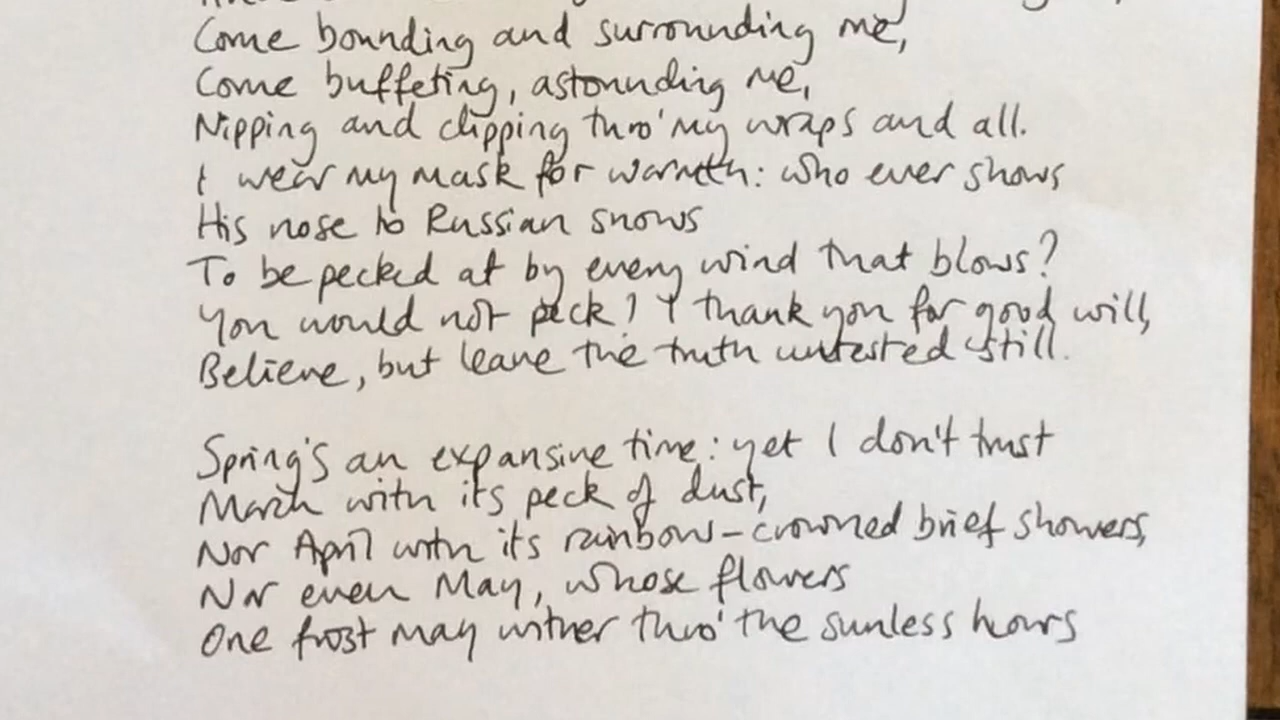 Come bounding and surrounding me,
Come buffeting, astounding me,
Nipping and clipping thro' my wraps and all.
I wear my mask for warmth: who ever shows
His nose to Russian snows
To be pecked at by every wind that blows?
You would not peck? I thank you for good will,
Believe, but leave the truth untested still.
Spring's an expansive time: yet I don't trust
March with its peck of dust,
Nor April with its rainbow-crowned brief showers,
Nor even May, whose flowers
One frost may wither thro' the sunless hours